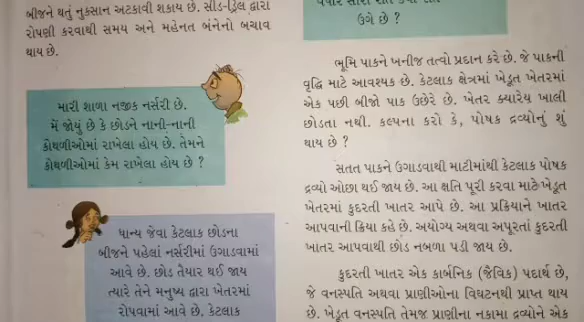 બીજને થતું નુક્સાન અટકાવી શકાય છે. સીડ-ડ્રિલ દ્વારા
રોપણી કરવાથી સમય અને મહેનત બંનેનો બચાવ
થાય છે.
મારી શાળા નજીક નર્સરી છે.
મેં જોયું છે કે છોડને નાની-નાની
કોથળીઓમાં રાખેલા હોય છે. તેમને
કોથળીઓમાં કેમ રાખેલા હોય છે ?
ધાન્ય જેવા કેટલાક છોડના
બીજને પહેલાં નર્સરીમાં ઉગાડવામાં
આવે છે. છોડ તૈયાર થઈ જાય
ત્યારે તેને મનુષ્ય દ્વારા ખેતરમાં
રોપવામાં આવે છે. કેટલાક
ઉગે છે ?
ભૂમિ પાકને ખનીજ તત્વો પ્રદાન કરે છે. જે પાકની
વૃદ્ધિ માટે આવશ્યક છે. કેટલાક ક્ષેત્રમાં ખેડૂત ખેતરમાં
એક પછી બીજો પાક ઉછેરે છે. ખેતર ક્યારેય ખાલી
છોડતા નથી. કલ્પના કરો કે, પોષક દ્રવ્યોનું શું
થાય છે ?
સતત પાકને ઉગાડવાથી માટીમાંથી કેટલાક પોષક
દ્રવ્યો ઓછા થઈ જાય છે. આ ક્ષતિ પૂરી કરવા માટે ખેડૂત
ખેતરમાં કુદરતી ખાતર આપે છે. આ પ્રક્રિયાને ખાતર
આપવાની ક્રિયા કહે છે. અયોગ્ય અથવા અપૂરતાં કુદરતી
ખાતર આપવાથી છોડ નબળા પડી જાય છે.
કુદરતી ખાતર એક કાર્બનિક (જૈવિક) પદાર્થ છે,
જે વનસ્પતિ અથવા પ્રાણીઓના વિઘટનથી પ્રાપ્ત થાય
છે. ખેડૂત વનસ્પતિ તેમજ પ્રાણીના નકામા દ્રવ્યોને એક